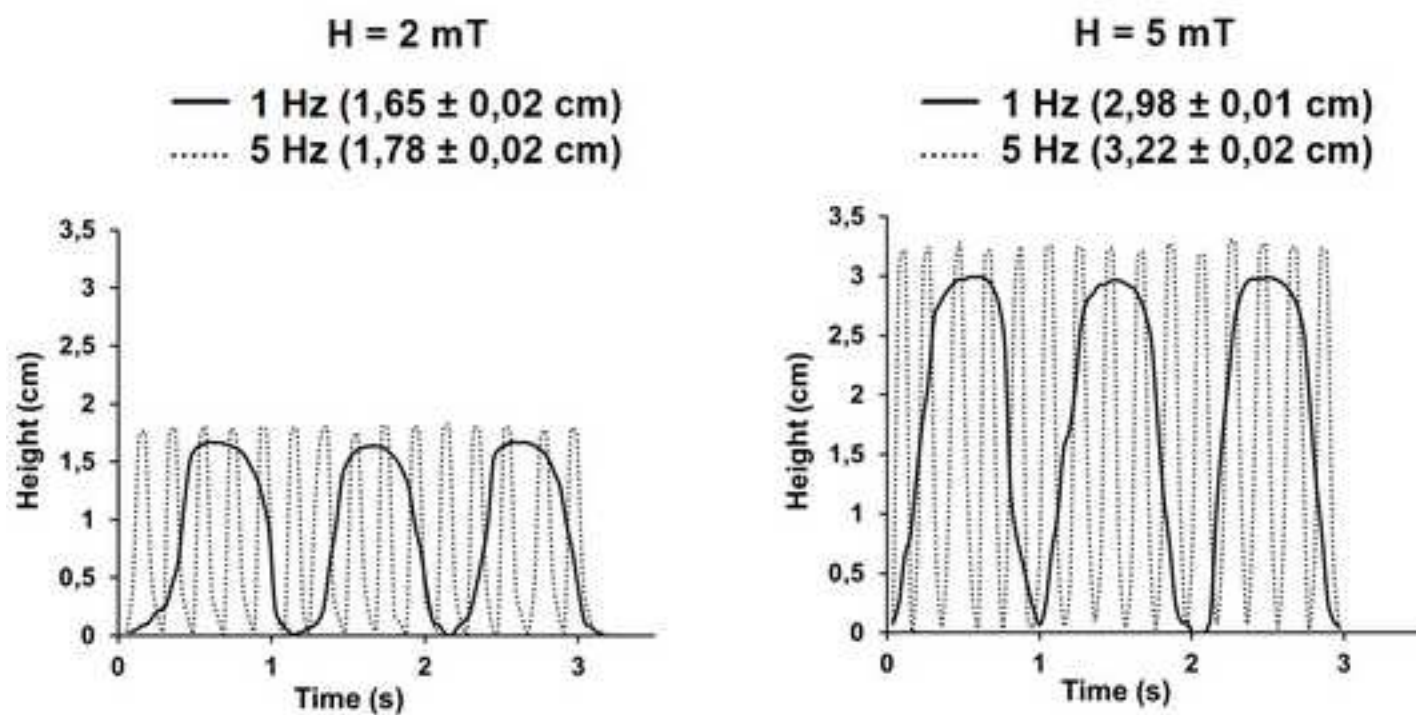 H = 2 mT
1 Hz (1,65 ± 0,02 cm)
5 Hz (1,78 ± 0,02 cm)
3,5
3
2,5
2
1,5
1
0,5
0
Height (cm)
0 1 2 3
Time (s)
H = 5 mT
1 Hz (2,98 ± 0,01 cm)
5 Hz (3,22 ± 0,02 cm)
3,5
3
2,5
2
1,5
1
0,5
0
Height (cm)
0 1 2 3
Time (s)